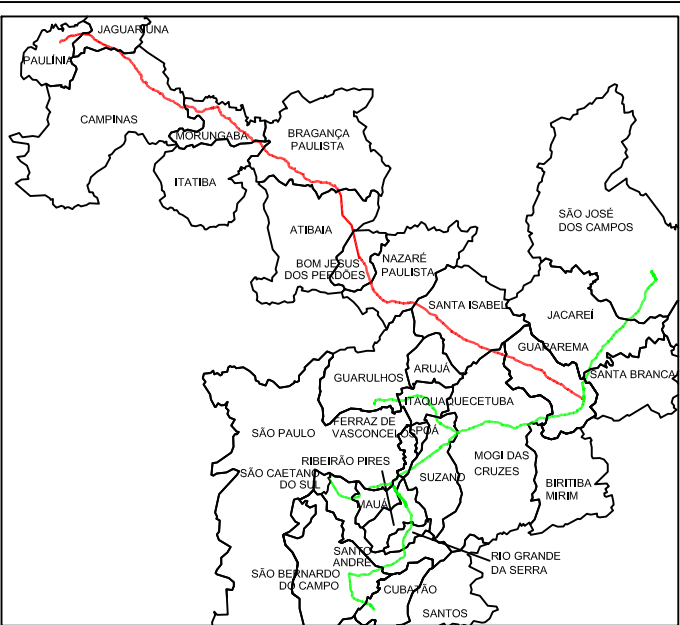 JAGUARIÚNA
PAULÍNIA
CAMPINAS
MORUNGABA
BRAGANÇA
PAULISTA
ITATIBA
ATIBAIA
SÃO JOSÉ
DOS CAMPOS
BOM JESUS
DOS PERDÕES
NAZARÉ
PAULISTA
SANTA ISABEL
JACAREÍ
GUARAREMA
SANTA BRANCA
ARUJÁ
GUARULHOS
ITAQUAQUECETUBA
FERRAZ DE
VASCONCELOS
POÁ
SÃO PAULO
RIBEIRÃO PIRES
SÃO CAETANO
DO SUL
SUZANO
MOGI DAS
CRUZES
BIRITIBA
MIRIM
MAUÁ
SANTO
ANDRÉ
RIO GRANDE
DA SERRA
SÃO BERNARDO
DO CAMPO
CUBATÃO
SANTOS